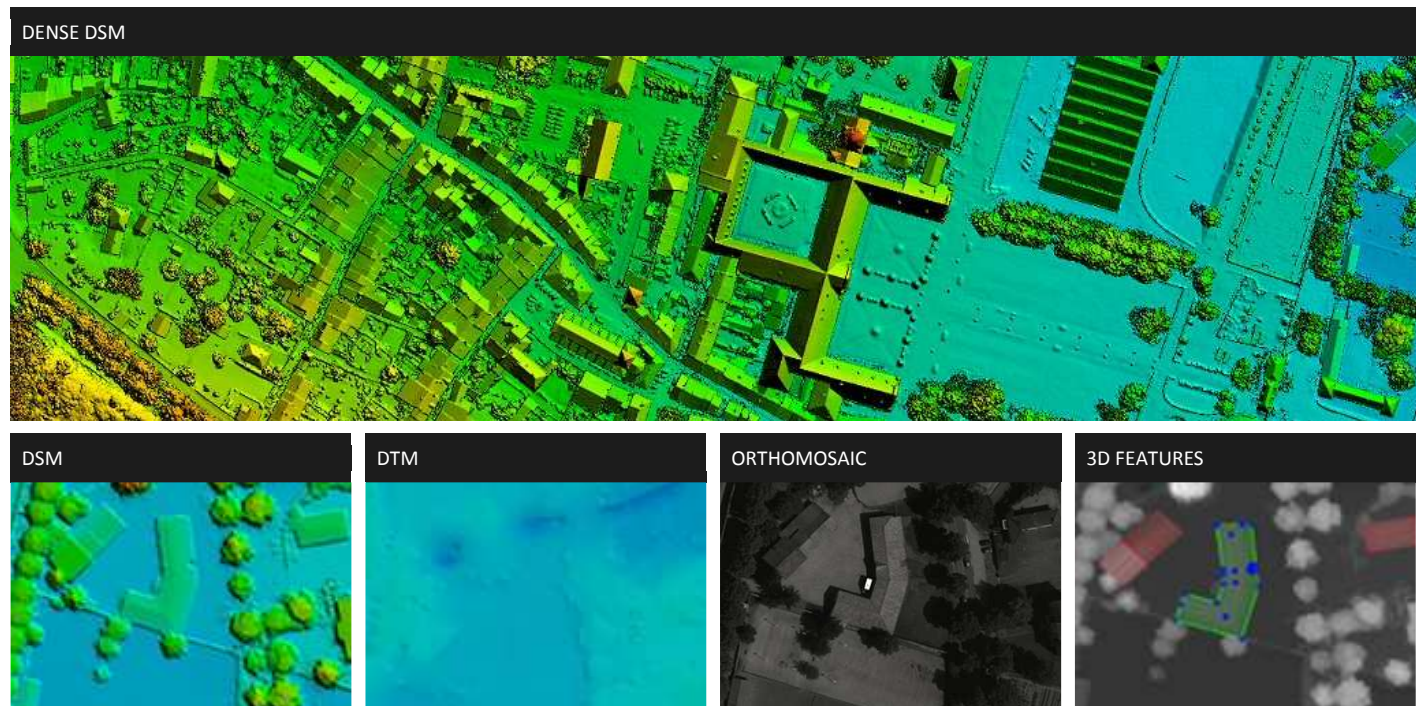 DENSE DSM
DSM
DTM
ORTHOMOSAIC
3D FEATURES